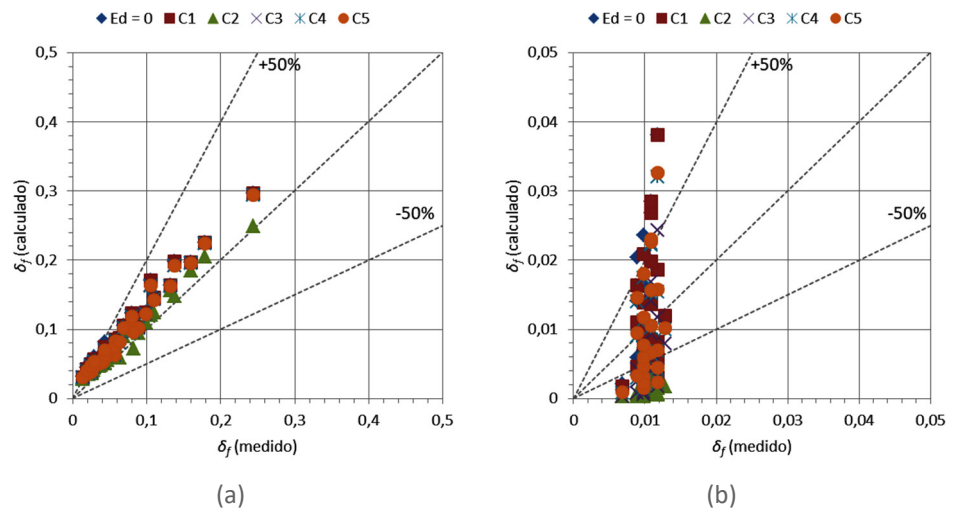 Ed = 0 C1 C2 C3 C4 C5
0,5
0,4
0,3
0,2
0,1
0
+50%
-50%
δf (calculado)
0 0,1 0,2 0,3 0,4 0,5
δf (medido)
(a)
Ed = 0 C1 C2 C3 C4 C5
0,05
0,04
0,03
0,02
0,01
0
+50%
-50%
δf (calculado)
0 0,01 0,02 0,03 0,04 0,05
δf (medido)
(b)